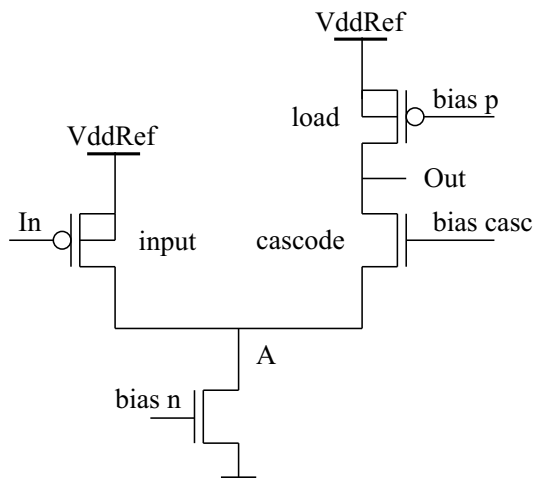 VddRef
bias p
load
VddRef
Out
In
input
cascode
bias casc
A
bias n